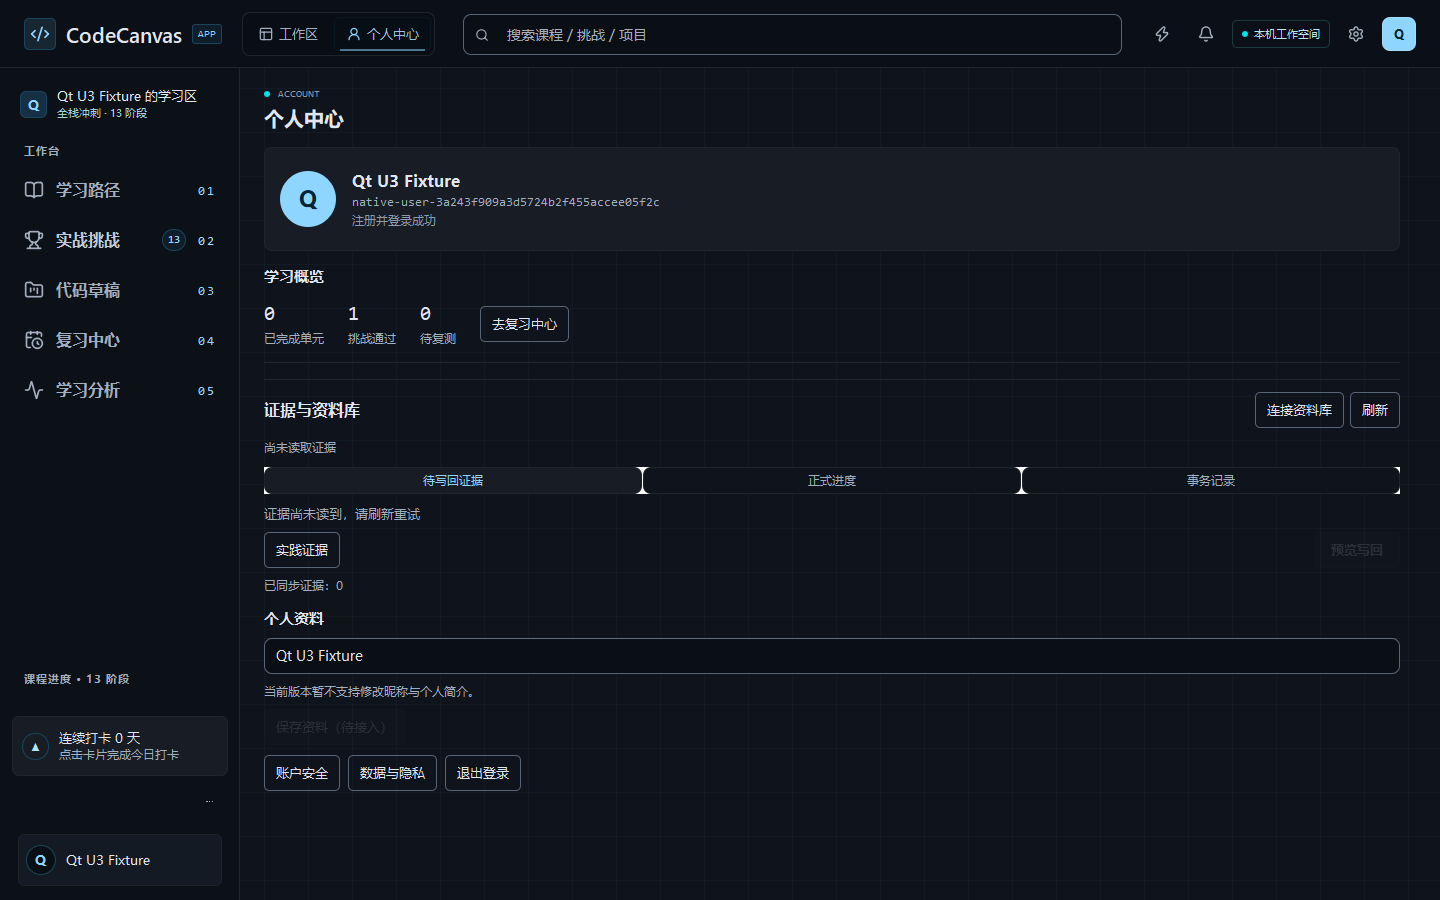 CodeCanvas APP
工作区
个人中心
搜索课程 / 挑战 / 项目
本机工作空间
Q
Q
Qt U3 Fixture 的学习区
全栈冲刺 · 13 阶段
工作台
学习路径 01
实战挑战 13 02
代码草稿 03
复习中心 04
学习分析 05
课程进度 • 13 阶段
连续打卡 0 天
点击卡片完成今日打卡
...
Q
Qt U3 Fixture
ACCOUNT
个人中心
Q
Qt U3 Fixture
native-user-3a243f909a3d5724b2f455accee05f2c
注册并登录成功
学习概览
0 1 0
已完成单元 挑战通过 待复测
去复习中心
证据与资料库
连接资料库
刷新
尚未读取证据
待写回证据 正式进度 事务记录
证据尚未读到，请刷新重试
实践证据
预览写回
已同步证据：0
个人资料
Qt U3 Fixture
当前版本暂不支持修改昵称与个人简介。
保存资料（待接入）
账户安全 数据与隐私 退出登录